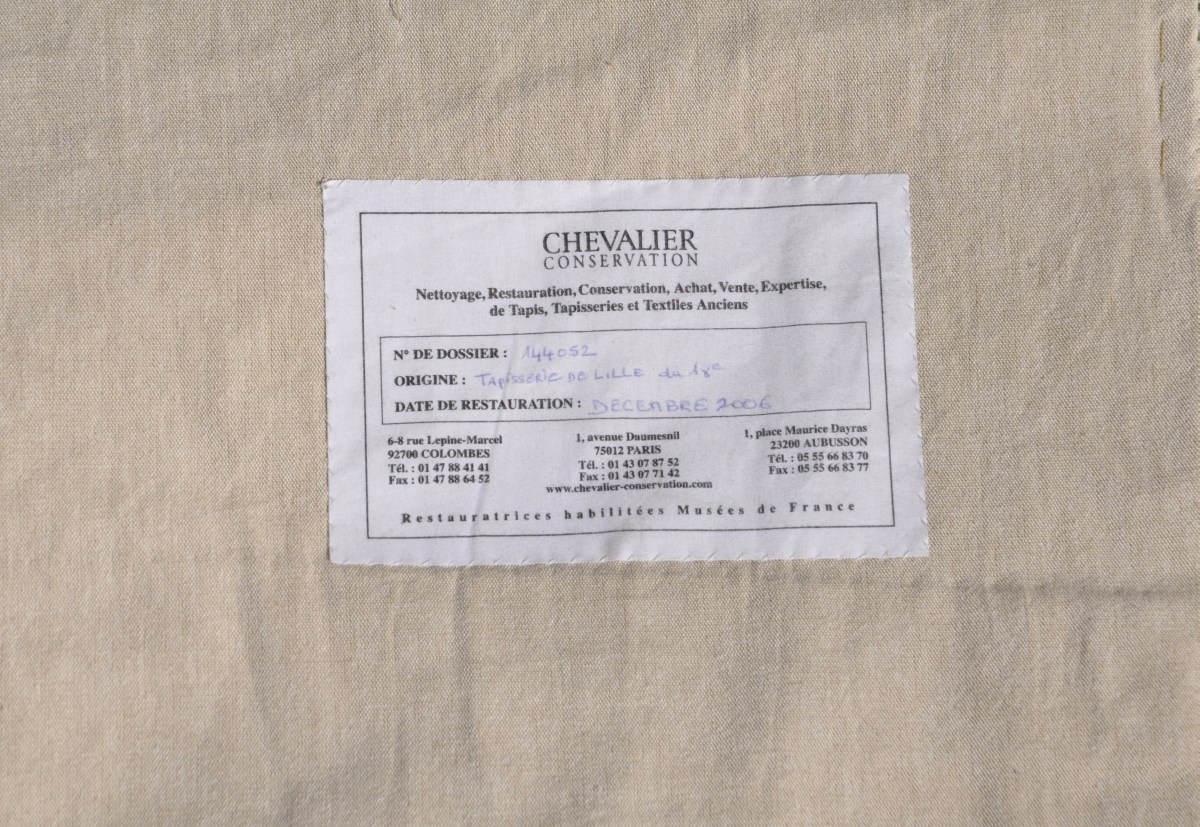 CHEVALIER
CONSERVATION
Nettoyage, Restauration, Conservation, Achat, Vente, Expertise,
de Tapis, Tapisseries et Textiles Anciens
N° DE DOSSIER : 144052
ORIGINE : TAPISSERIE DE LILLE du 18e
DATE DE RESTAURATION : DECEMBRE 2006
6-8 rue Lepine-Marcel
92700 COLOMBES
Tél. : 01 47 88 41 41
Fax : 01 47 88 64 52
1, avenue Daumesnil
75012 PARIS
Tél. : 01 43 07 87 52
Fax : 01 43 07 71 42
www.chevalier-conservation.com
1, place Maurice Dayras
23200 AUBUSSON
Tél. : 05 55 66 83 70
Fax : 05 55 66 83 77
Restauratrices habilitées Musées de France